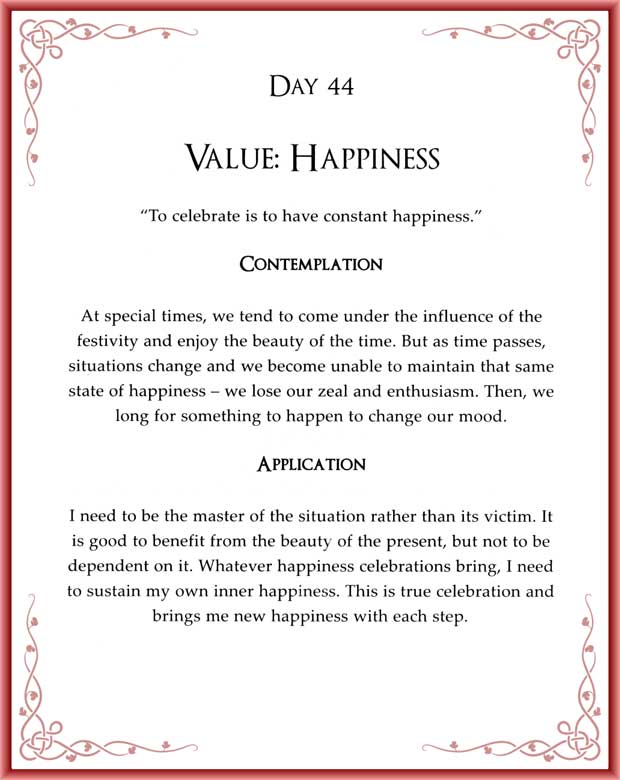 Day 44
Value: Happiness
“To celebrate is to have constant happiness.”
Contemplation
At special times, we tend to come under the influence of the
festivity and enjoy the beauty of the time. But as time passes,
situations change and we become unable to maintain that same
state of happiness – we lose our zeal and enthusiasm. Then, we
long for something to happen to change our mood.
Application
I need to be the master of the situation rather than its victim. It
is good to benefit from the beauty of the present, but not to be
dependent on it. Whatever happiness celebrations bring, I need
to sustain my own inner happiness. This is true celebration and
brings me new happiness with each step.